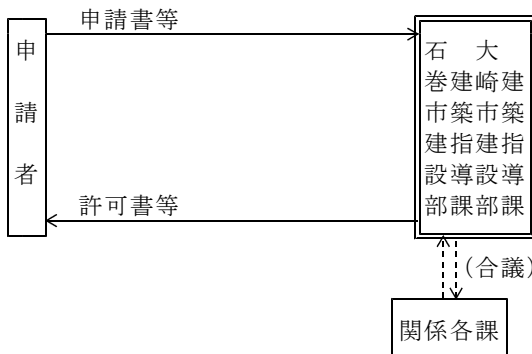 申請書等
申請者
石巻市建設部
建築指導課
大崎市建設部
建築指導課
許可書等
(合議)
関係各課